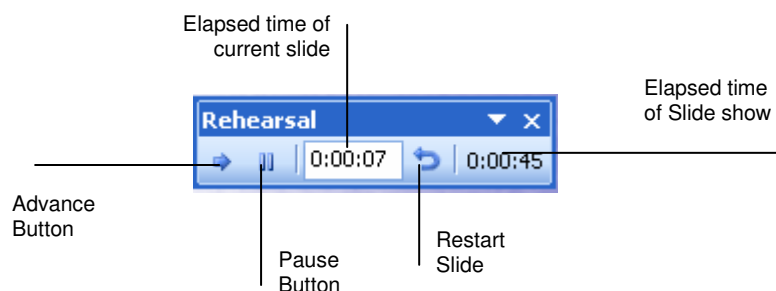 Elapsed time of
current slide
Elapsed time
of Slide show
Rehearsal
0:00:07
0:00:45
Advance
Button
Pause
Button
Restart
Slide